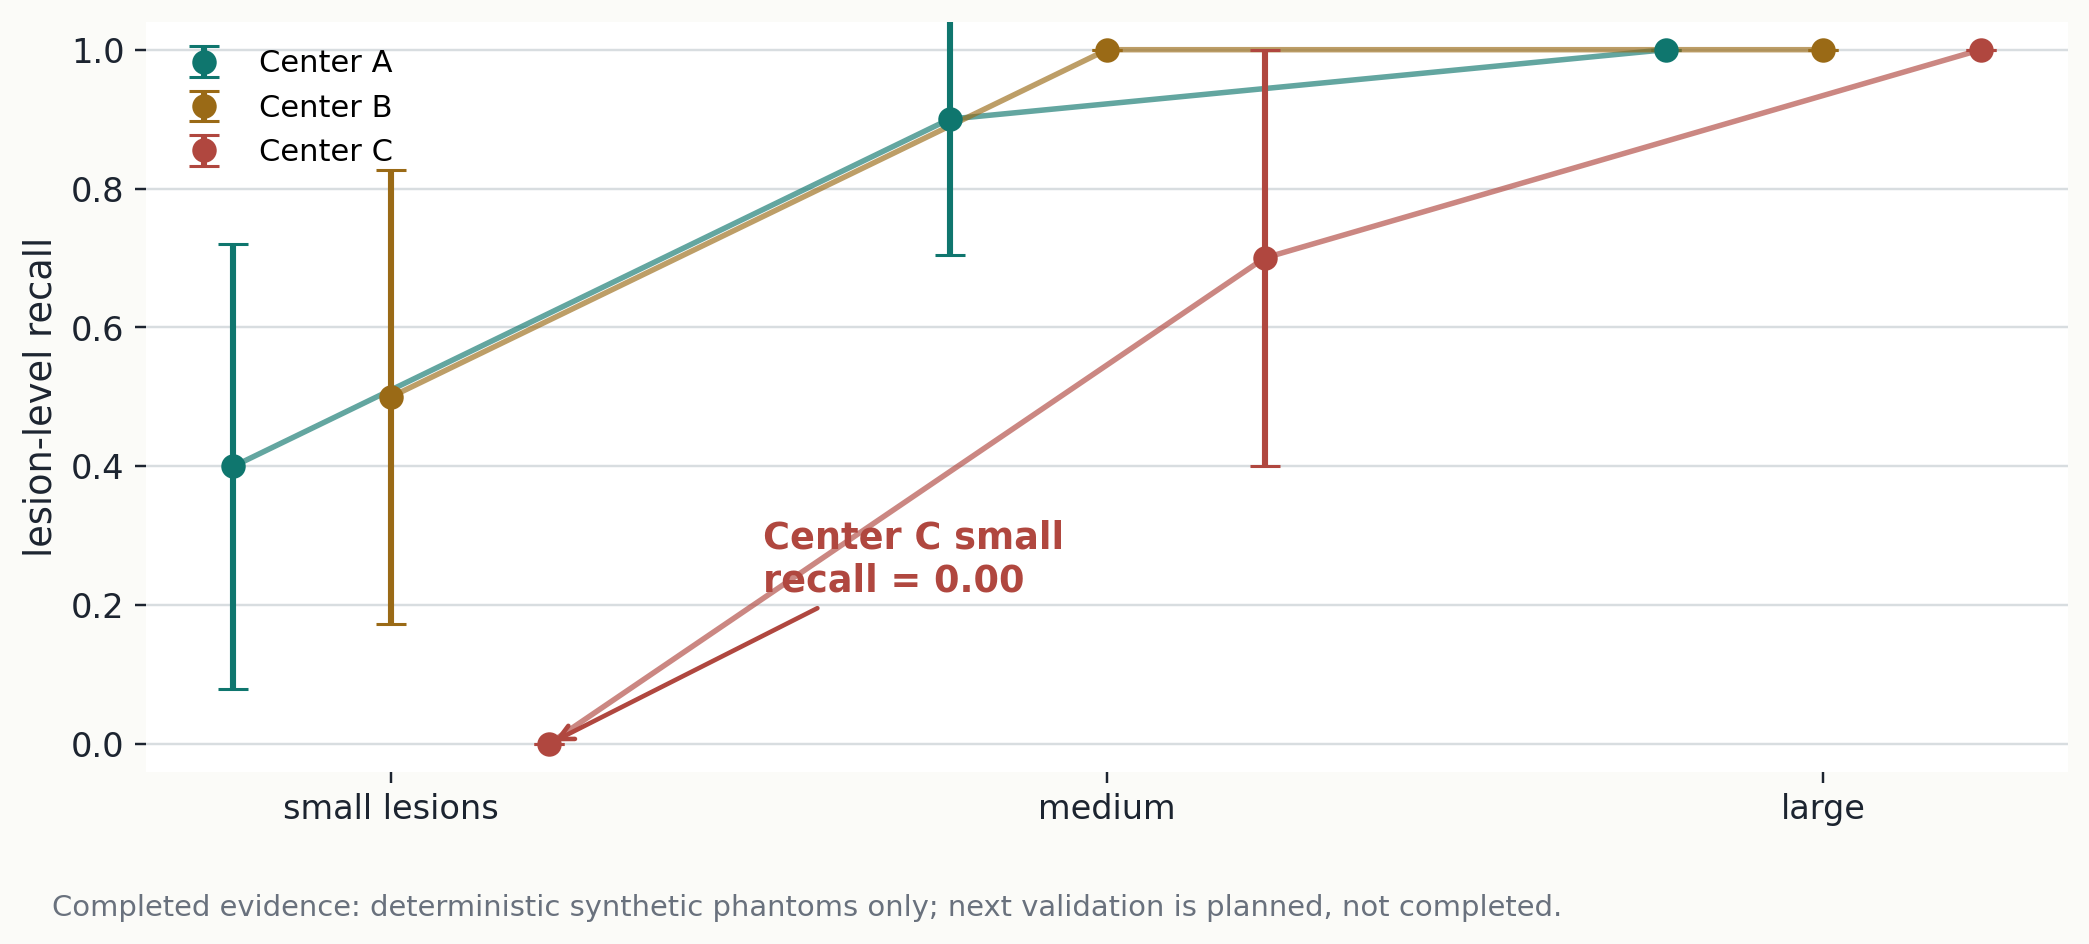 Center A
Center B
Center C
1.0
0.8
0.6
0.4
0.2
0.0
lesion-level recall
Center C small
recall = 0.00
small lesions
medium
large
Completed evidence: deterministic synthetic phantoms only; next validation is planned, not completed.